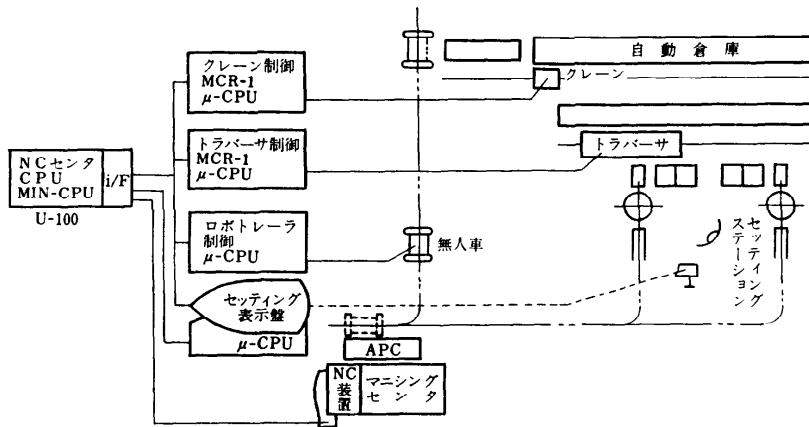 クレーン制御
MCR-1
μ-CPU
自動倉庫
クレーン
トラバーサ制御
MCR-1
μ-CPU
トラバーサ
NCセンタ
CPU
MIN-CPU
i/F
U-100
ロボトレーラ
制御
μ-CPU
無人車
セッティング
ステーション
セッティング
表示盤
μ-CPU
APC
NC
装置
マニシング
センタ